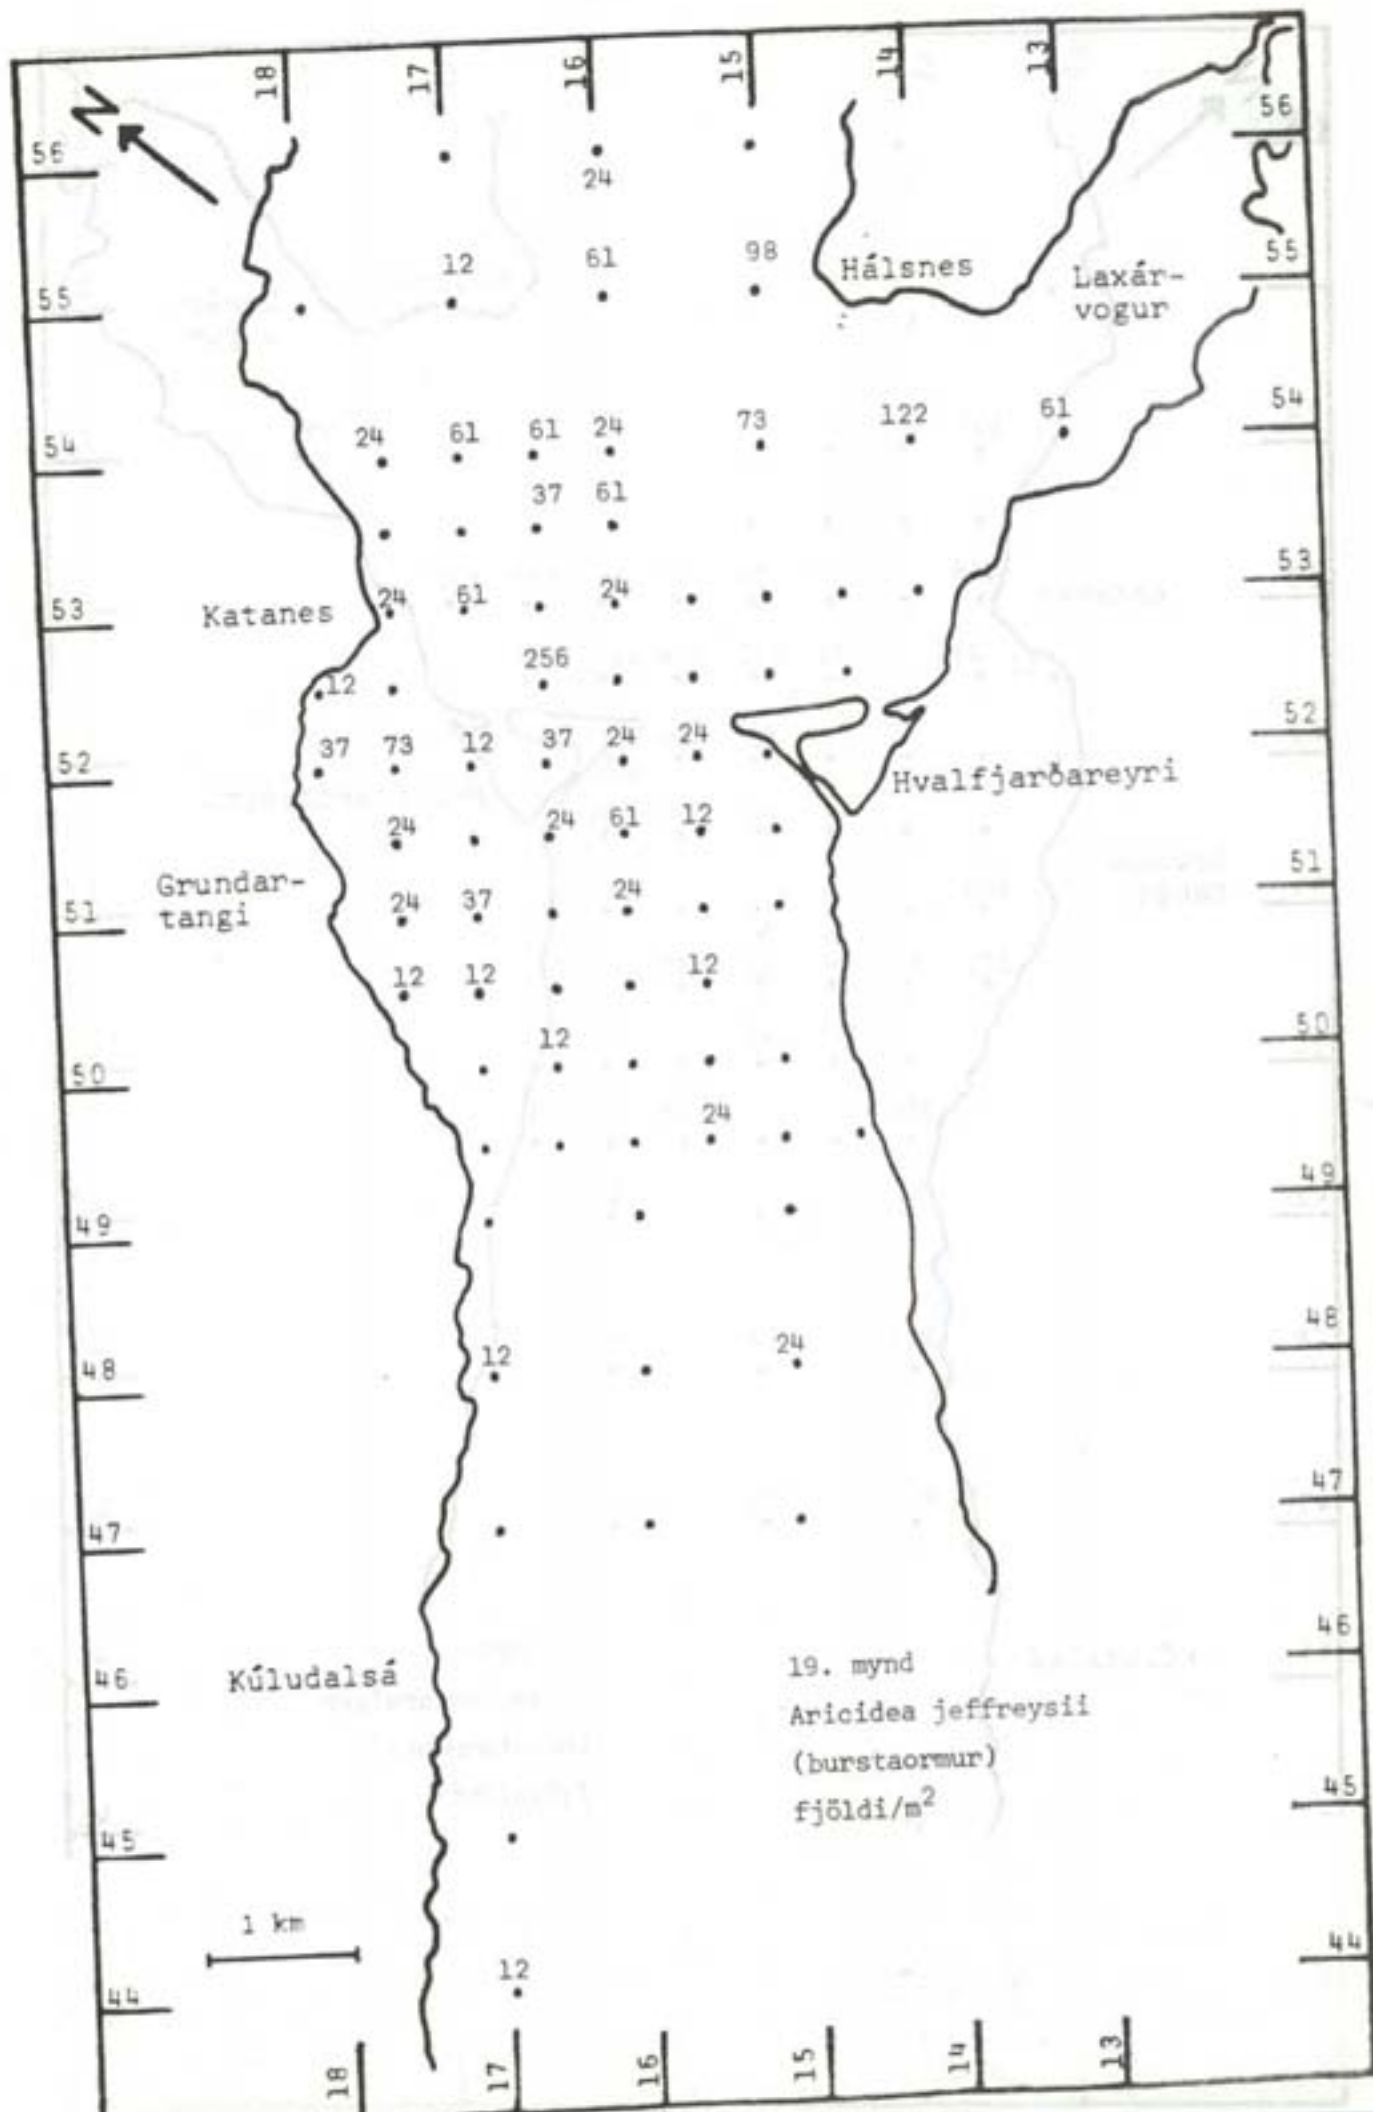 18 17 16 15 14 13
N
56 56
24
12 61 98
Hálsnes
Laxár-
vogur
55 55
24 61 61 24 73 122 61
54 54
37 61
53
24 61 24
Katanes
53
256
12
52
37 73 12 37 24 24
52
Hvalfjarðareyri
24 24 61 12
51
Grundar-
tangi
24 37 24
51
12 12 12
50
12
50
24
49
49
48
12 24
48
47
47
46
Kúludalsá
46
19. mynd
Aricidea jeffreysii
(burstaormur)
fjöldi/m²
45
45
1 km
44
12
44
18 17 16 15 14 13